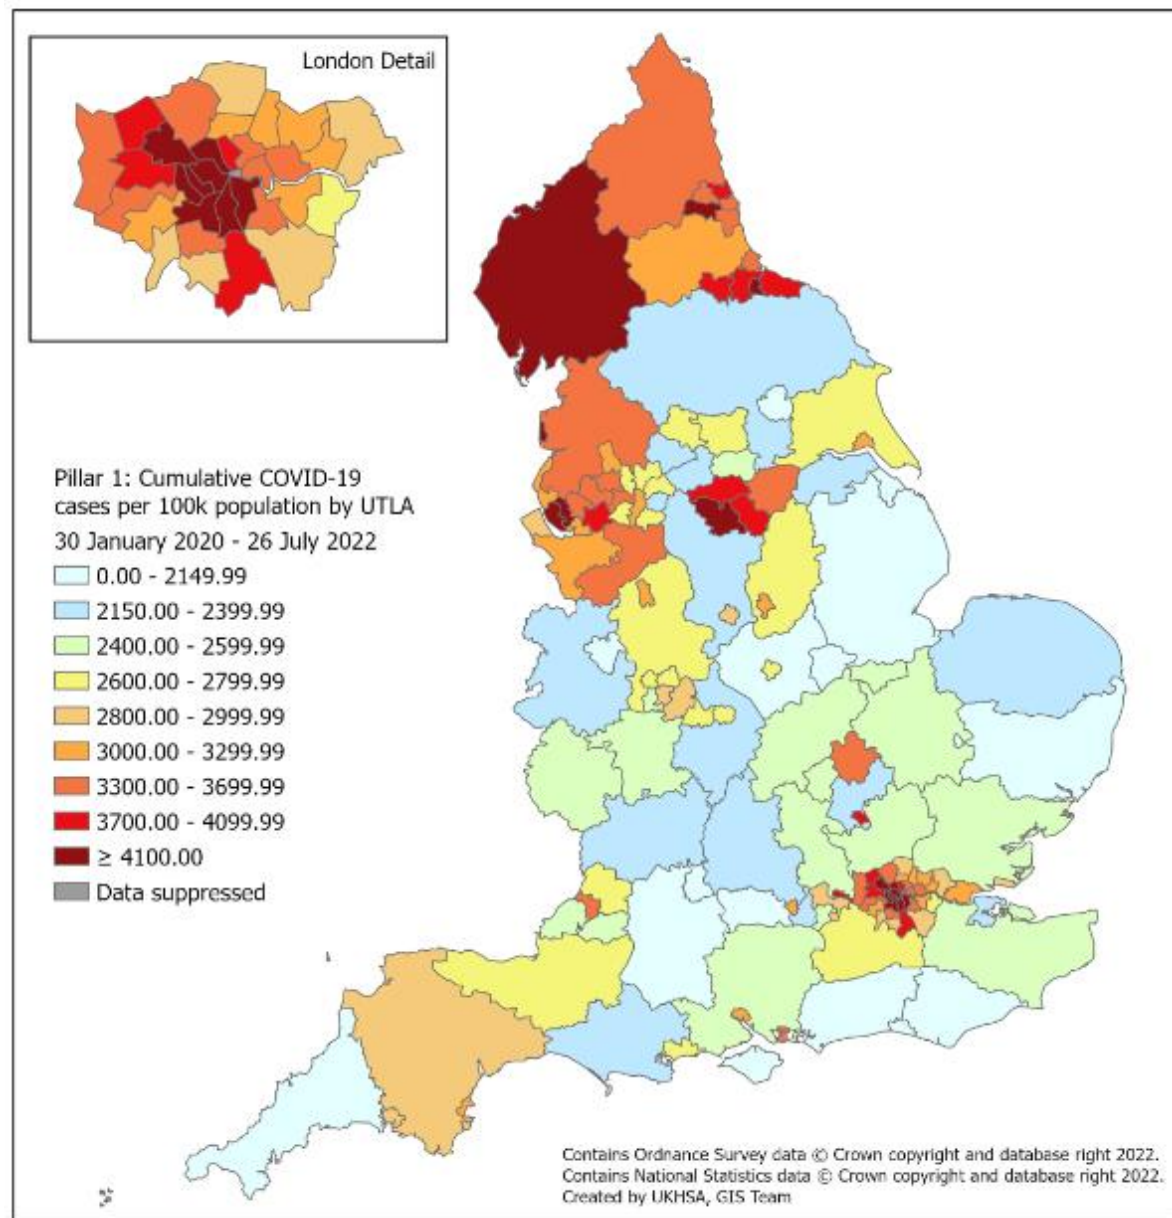 London Detail
Pillar 1: Cumulative COVID-19
cases per 100k population by UTLA
30 January 2020 - 26 July 2022
0.00 - 2149.99
2150.00 - 2399.99
2400.00 - 2599.99
2600.00 - 2799.99
2800.00 - 2999.99
3000.00 - 3299.99
3300.00 - 3699.99
3700.00 - 4099.99
≥ 4100.00
Data suppressed
Contains Ordnance Survey data © Crown copyright and database right 2022.
Contains National Statistics data © Crown copyright and database right 2022.
Created by UKHSA, GIS Team